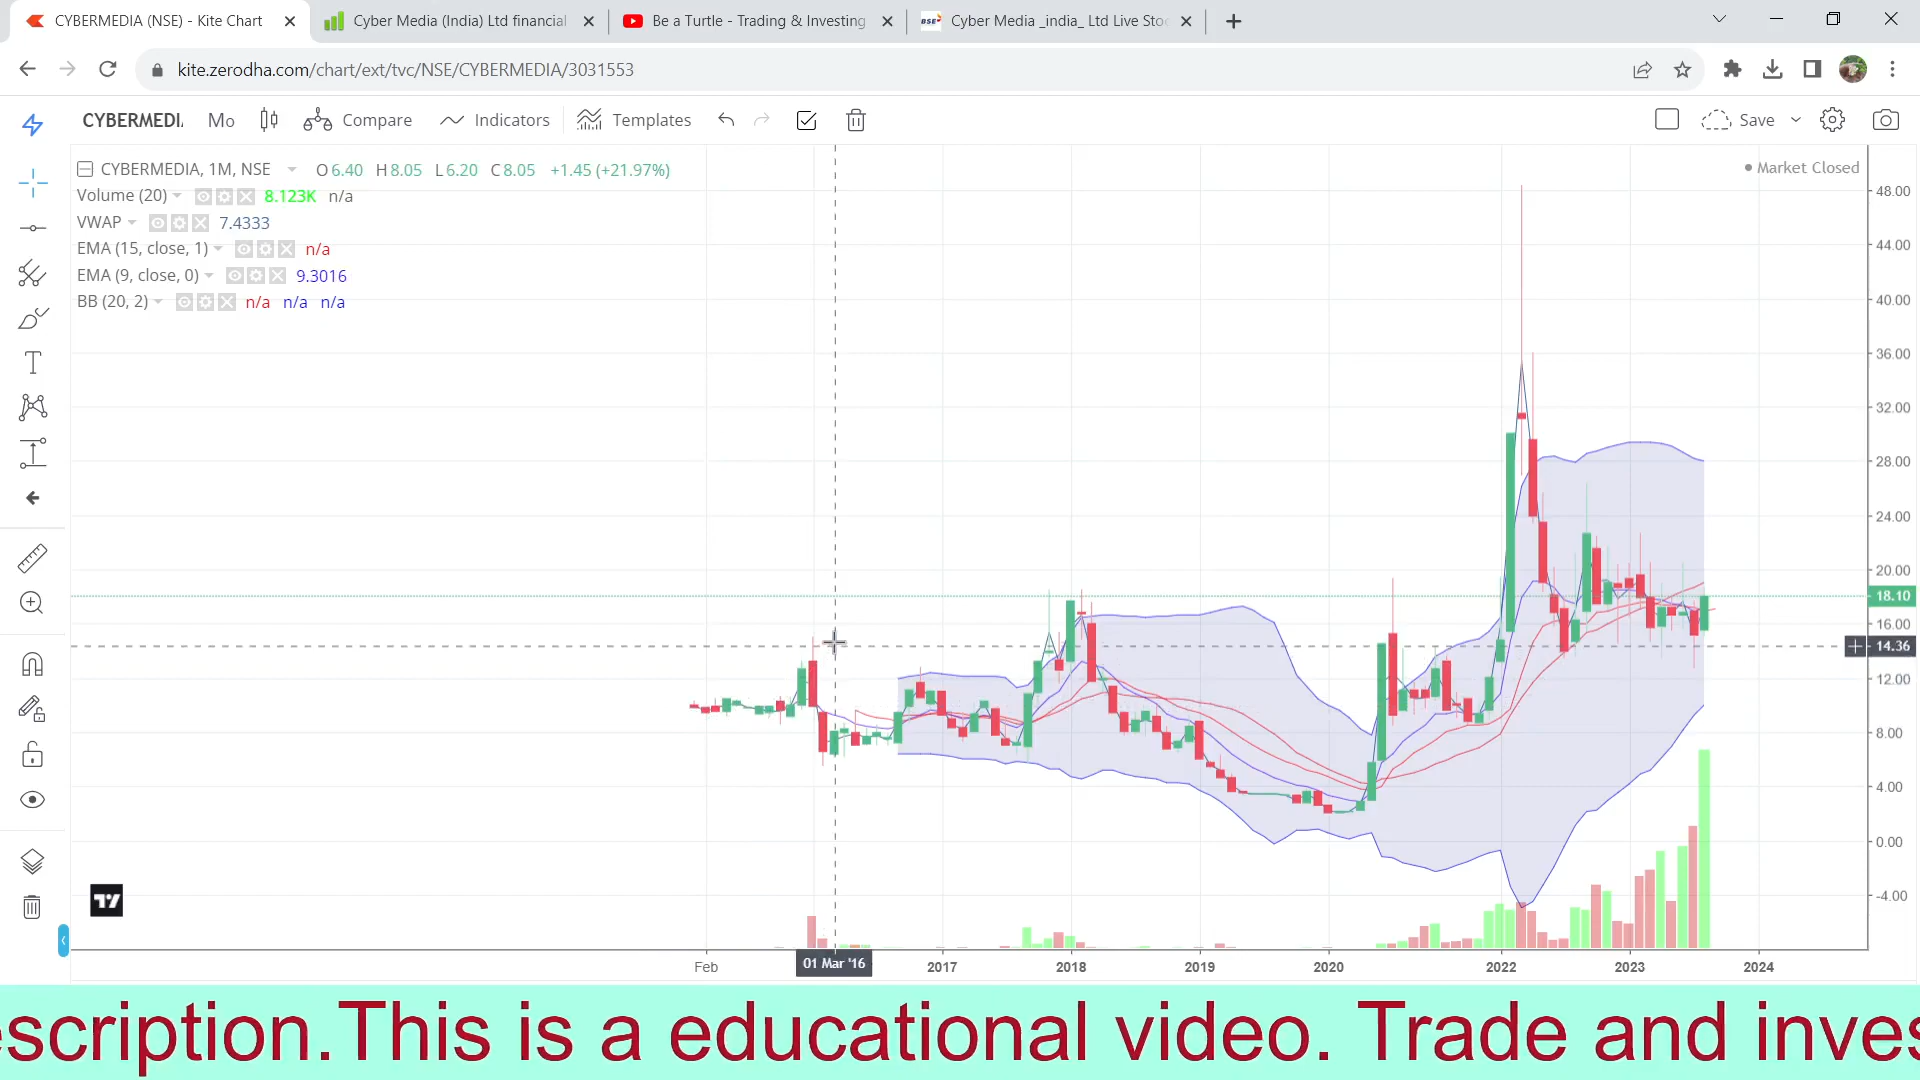 CYBERMEDIA (NSE) - Kite Chart
Cyber Media (India) Ltd financial
Be a Turtle - Trading & Investing
BSE
Cyber Media _india_ Ltd Live Sto
kite.zerodha.com/chart/ext/tvc/NSE/CYBERMEDIA/3031553
CYBERMEDI
Mo
Compare
Indicators
Templates
Save
CYBERMEDIA, 1M, NSE O6.40 H8.05 L6.20 C8.05 +1.45 (+21.97%)
Market Closed
Volume (20) 8.123K n/a
VWAP 7.4333
EMA (15, close, 1) n/a
EMA (9, close, 0) 9.3016
BB (20, 2) n/a n/a n/a
48.00
44.00
40.00
36.00
32.00
28.00
24.00
20.00
18.10
16.00
14.36
12.00
8.00
4.00
0.00
-4.00
Feb
01 Mar '16
2017
2018
2019
2020
2022
2023
2024
scription.This is a educational video. Trade and inves